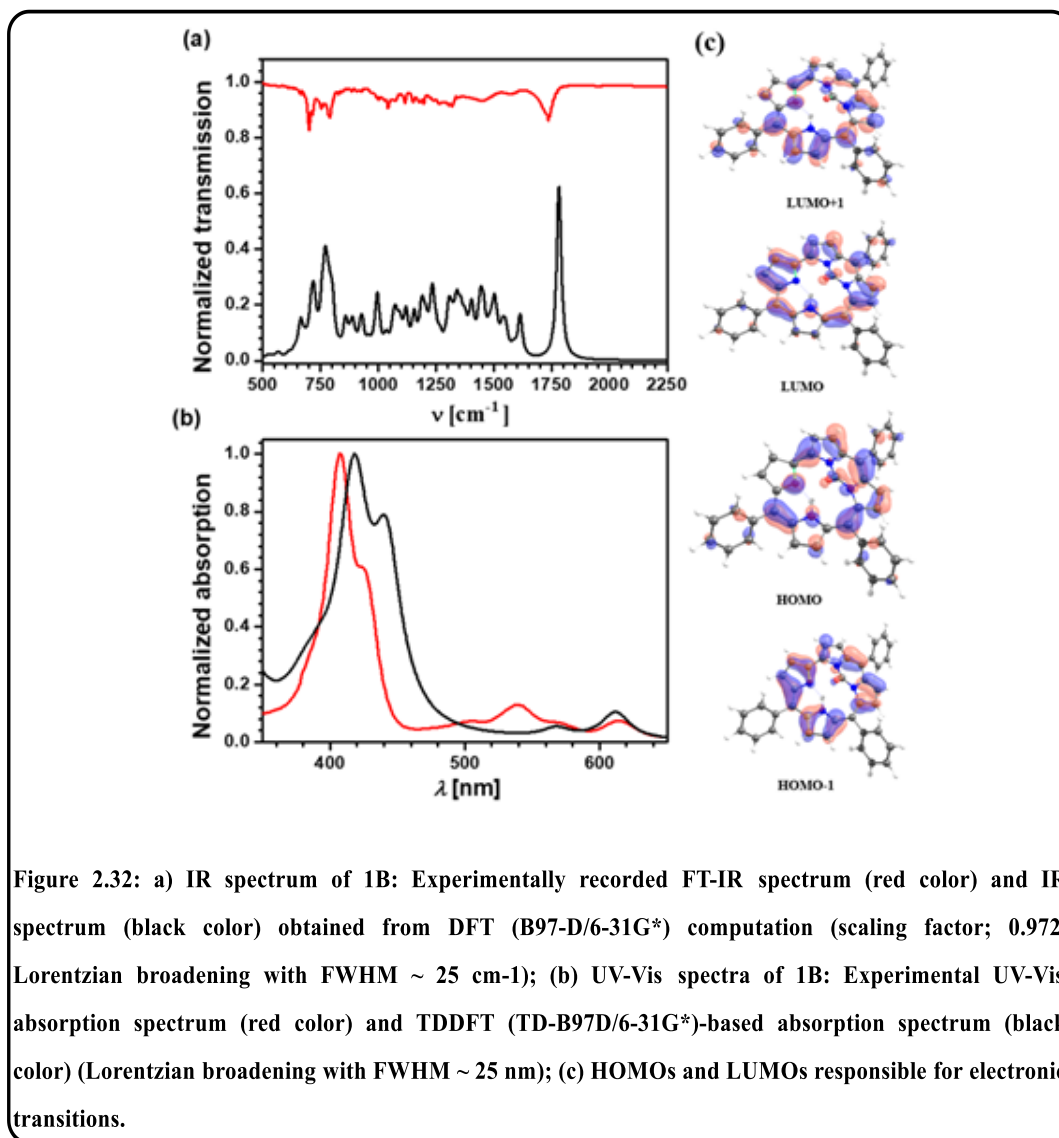 (a)
(c)
1.0
0.8
0.6
0.4
0.2
0.0
Normalized transmission
500 750 1000 1250 1500 1750 2000 2250
ν [cm-1]
(b)
1.0
0.8
0.6
0.4
0.2
0.0
Normalized absorption
400 500 600
λ [nm]
LUMO+1
LUMO
HOMO
HOMO-1
Figure 2.32: a) IR spectrum of 1B: Experimentally recorded FT-IR spectrum (red color) and IR
spectrum (black color) obtained from DFT (B97-D/6-31G*) computation (scaling factor; 0.972
Lorentzian broadening with FWHM ~ 25 cm-1); (b) UV-Vis spectra of 1B: Experimental UV-Vis
absorption spectrum (red color) and TDDFT (TD-B97D/6-31G*)-based absorption spectrum (black
color) (Lorentzian broadening with FWHM ~ 25 nm); (c) HOMOs and LUMOs responsible for electronic
transitions.